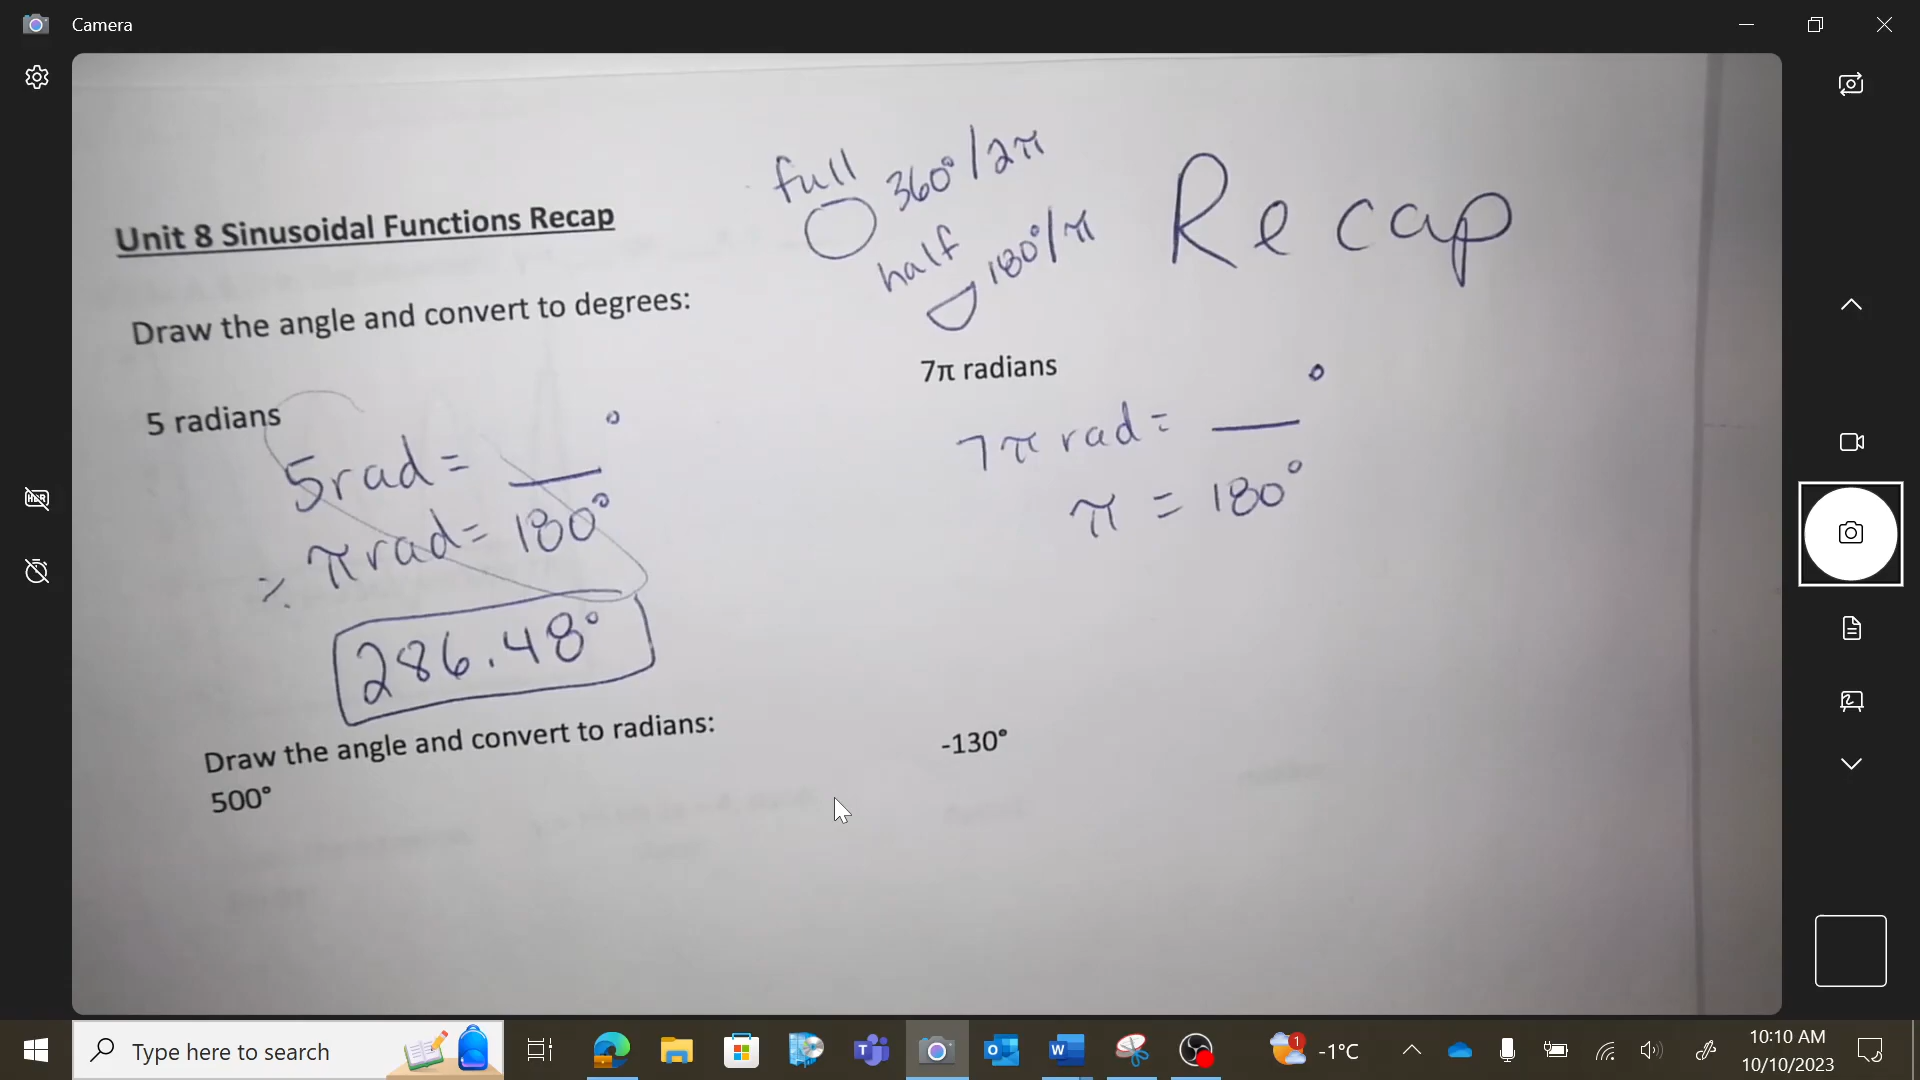 Camera
full 360°/2π
half 180°/π
Recap
Unit 8 Sinusoidal Functions Recap
Draw the angle and convert to degrees:
5 radians
5rad = °
πrad = 180°
286.48°
7π radians
7π rad = °
π = 180°
Draw the angle and convert to radians:
500°
-130°
Type here to search
1
-1°C
10:10 AM
10/10/2023